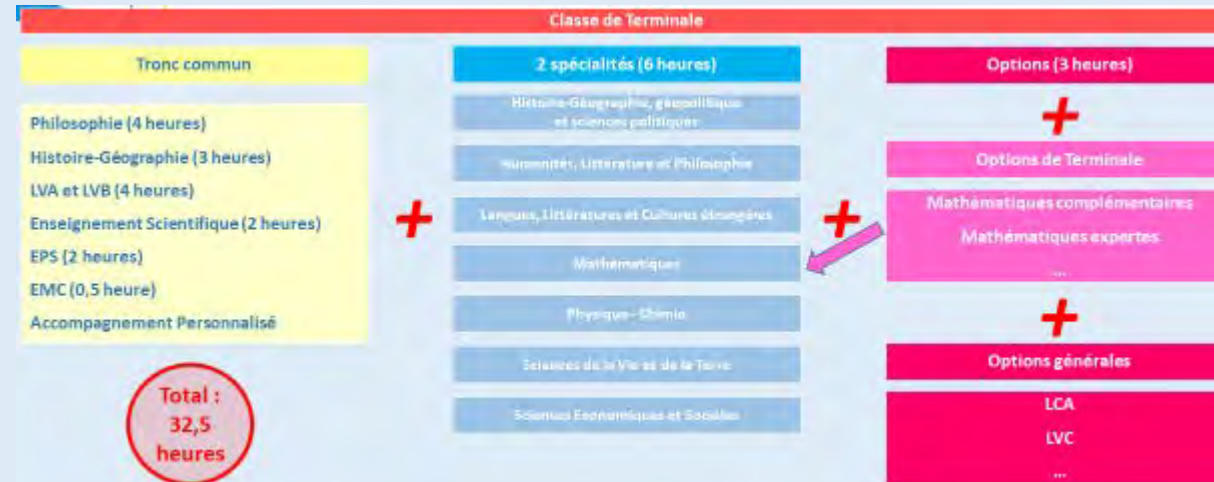 Classe de Terminale
Tronc commun
Philosophie (4 heures)
Histoire-Géographie (3 heures)
LVA et LVB (4 heures)
Enseignement Scientifique (2 heures)
EPS (2 heures)
EMC (0,5 heure)
Accompagnement Personnalisé
Total :
32,5
heures
+
2 spécialités (6 heures)
Histoire-Géographie, géopolitique
et sciences politiques
Humanités, Littérature et Philosophie
Langues, Littératures et Cultures étrangères
Mathématiques
Physique - Chimie
Sciences de la Vie et de la Terre
Sciences Economiques et Sociales
+
Options (3 heures)
+
Options de Terminale
Mathématiques complémentaires
Mathématiques expertes
...
+
Options générales
LCA
LVC
...